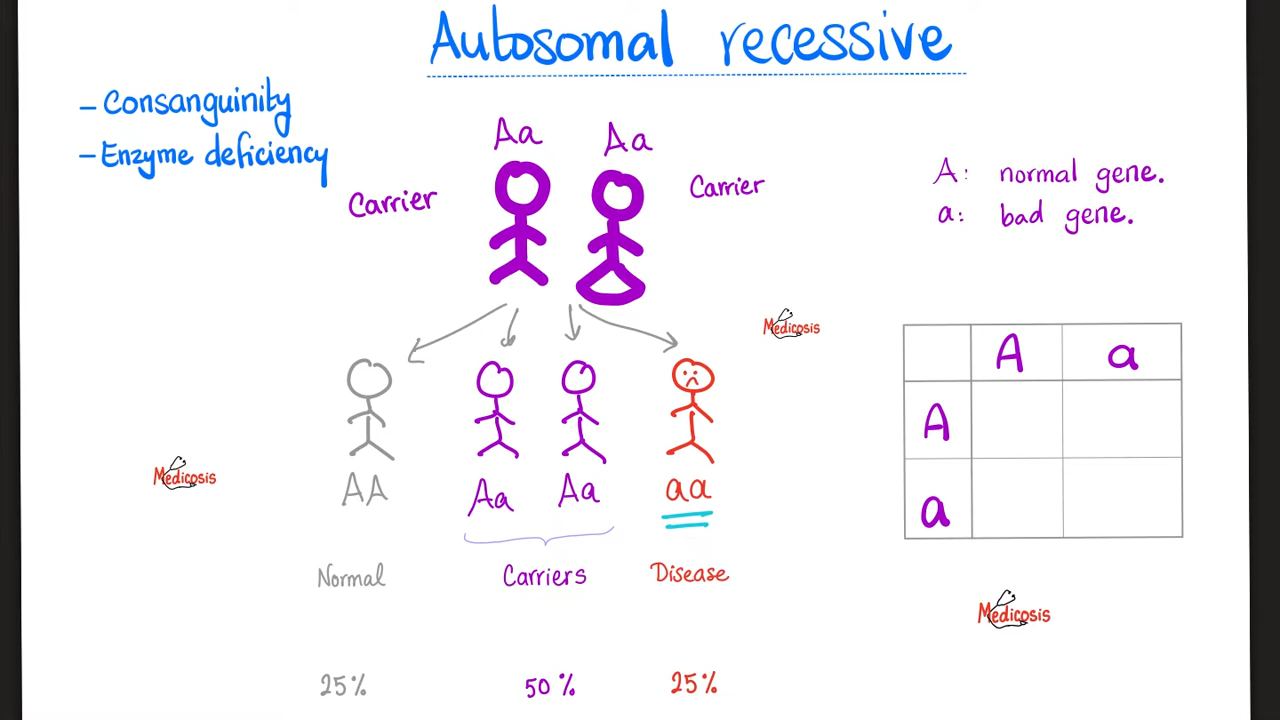 Autosomal recessive
- Consanguinity
- Enzyme deficiency
Aa Aa
Carrier
Carrier
A: normal gene.
a: bad gene.
Medicosis
A a
A
a
Medicosis
AA Aa Aa aa
Normal Carriers Disease
Medicosis
25% 50% 25%